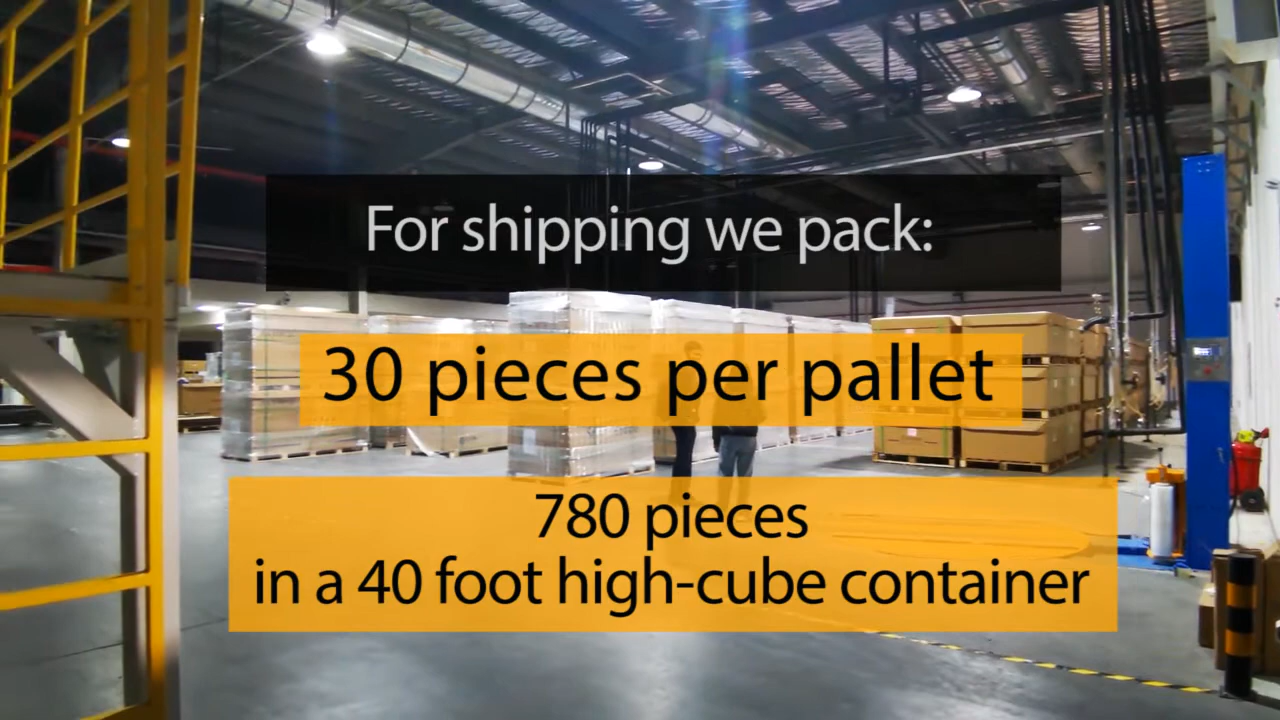 For shipping we pack:
30 pieces per pallet
780 pieces
in a 40 foot high-cube container